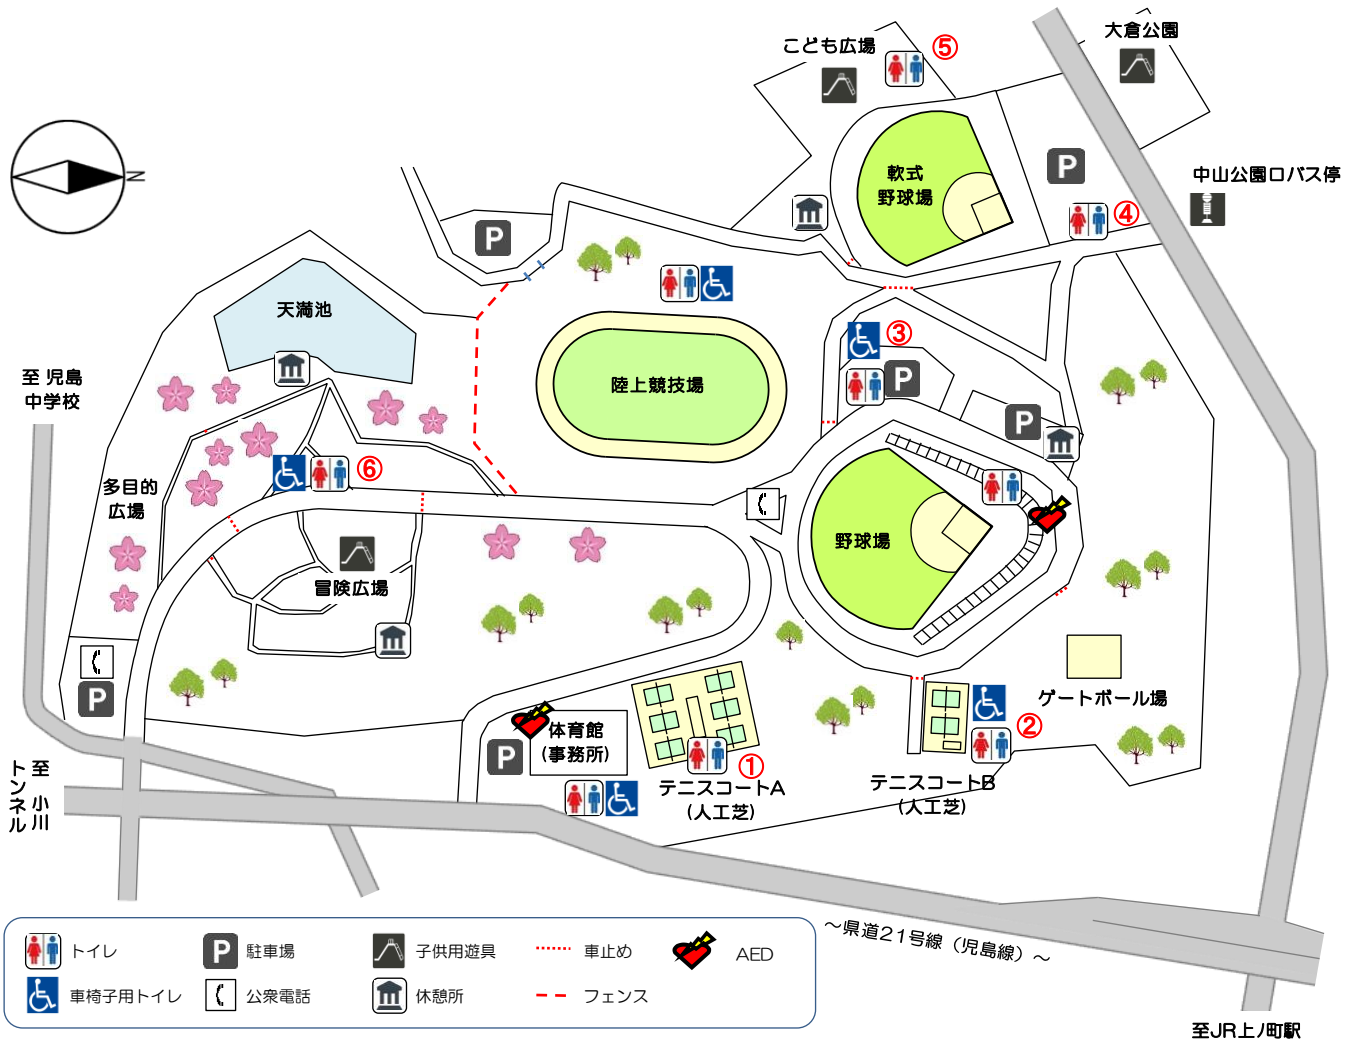 こども広場
⑤
大倉公園
中山公園口バス停
N
P
軟式
野球場
④
P
天満池
③
P
陸上競技場
至 児島
中学校
P
⑥
多目的
広場
野球場
冒険広場
ゲートボール場
P
体育館
(事務所)
P
②
①
テニスコートA
(人工芝)
テニスコートB
(人工芝)
至 小川
トンネル
～県道21号線（児島線）～
トイレ
P
駐車場
子供用遊具
車止め
AED
車椅子用トイレ
公衆電話
休憩所
フェンス
至JR上ノ町駅